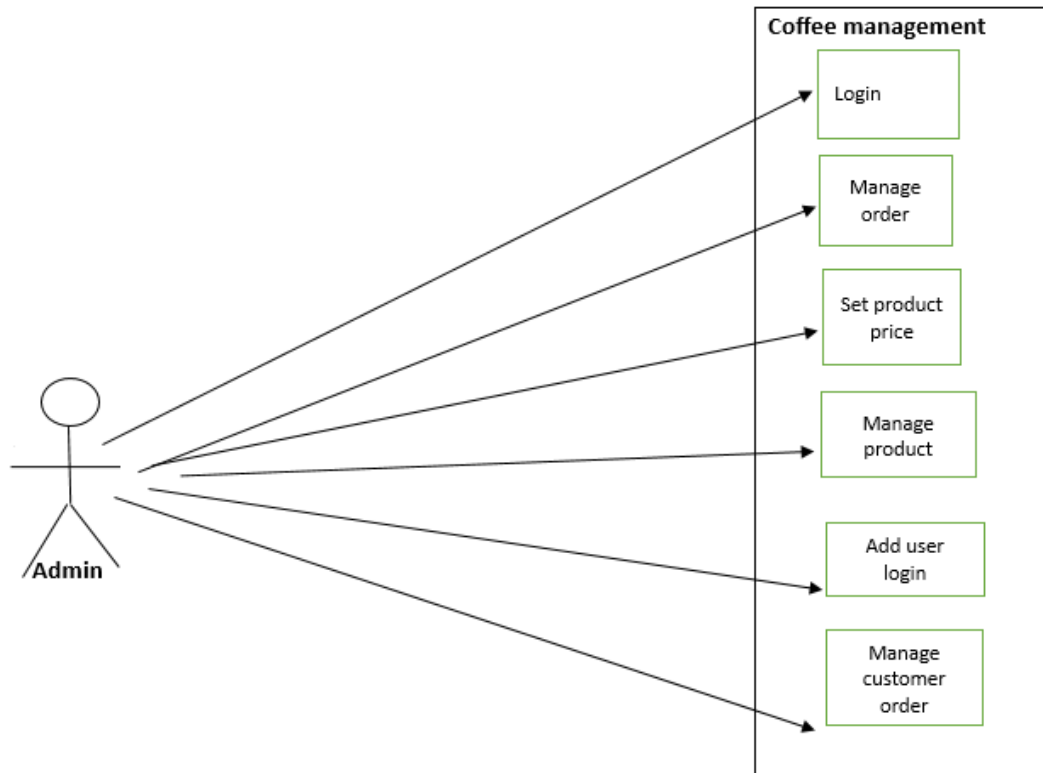 Coffee management
Login
Manage
order
Set product
price
Manage
product
Add user
login
Manage
customer
order
Admin